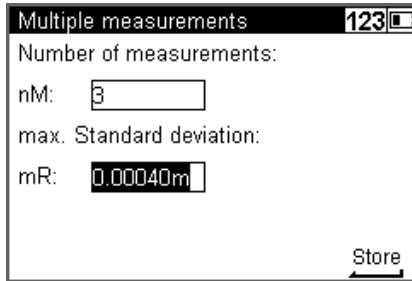 Multiple measurements 123
Number of measurements:
nM: 3
max. Standard deviation:
mR: 0.00040m
Store